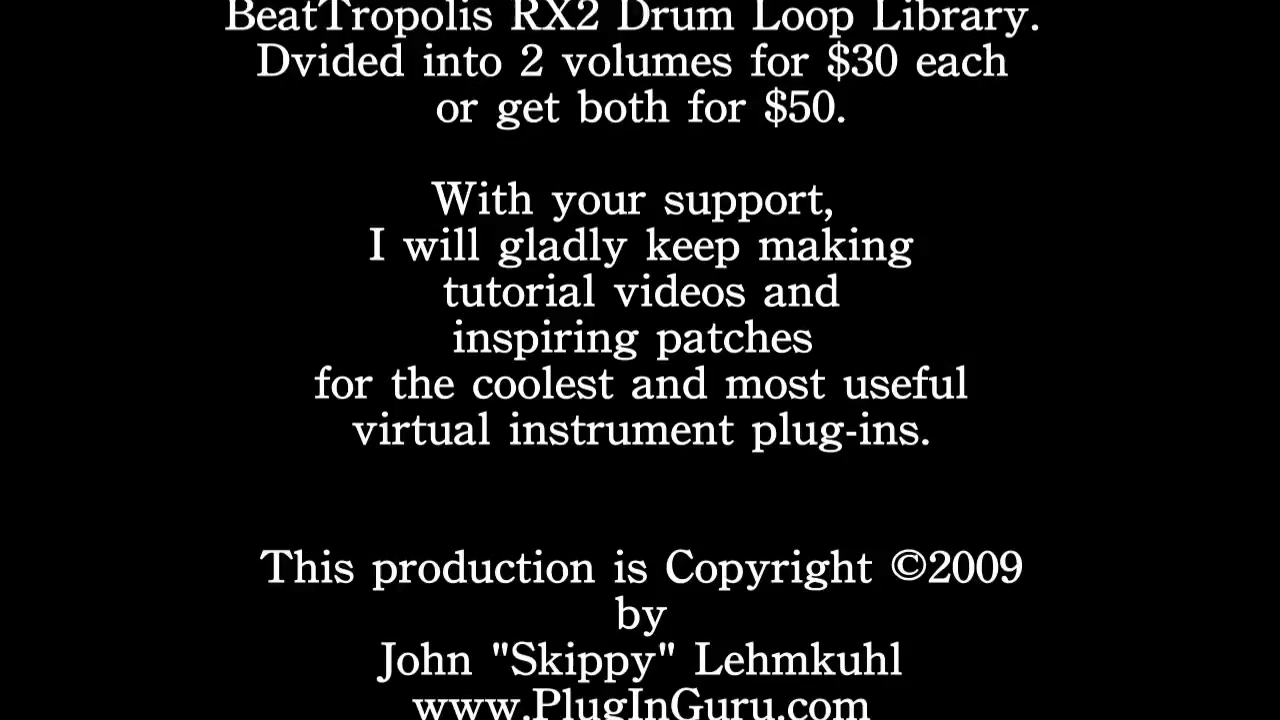 BeatTropolis RX2 Drum Loop Library.
Dvided into 2 volumes for $30 each
or get both for $50.
With your support,
I will gladly keep making
tutorial videos and
inspiring patches
for the coolest and most useful
virtual instrument plug-ins.
This production is Copyright ©2009
by
John "Skippy" Lehmkuhl
www.PlugInGuru.com